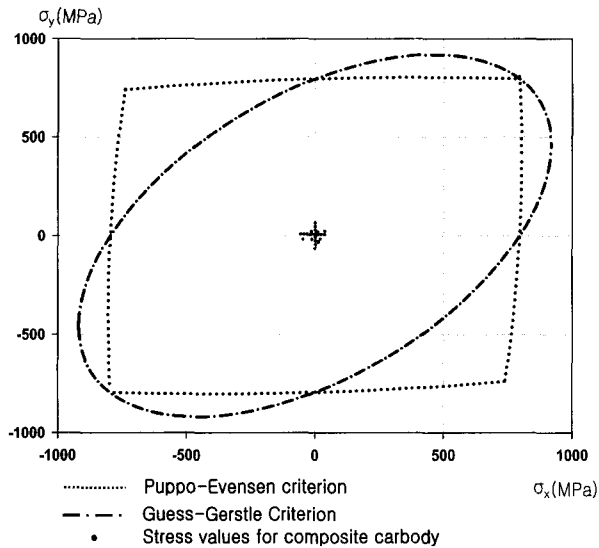 σy(MPa)
1000
500
0
-500
-1000
-1000 -500 0 500 1000
σx(MPa)
Puppo-Evensen criterion
Guess-Gerstle Criterion
Stress values for composite carbody